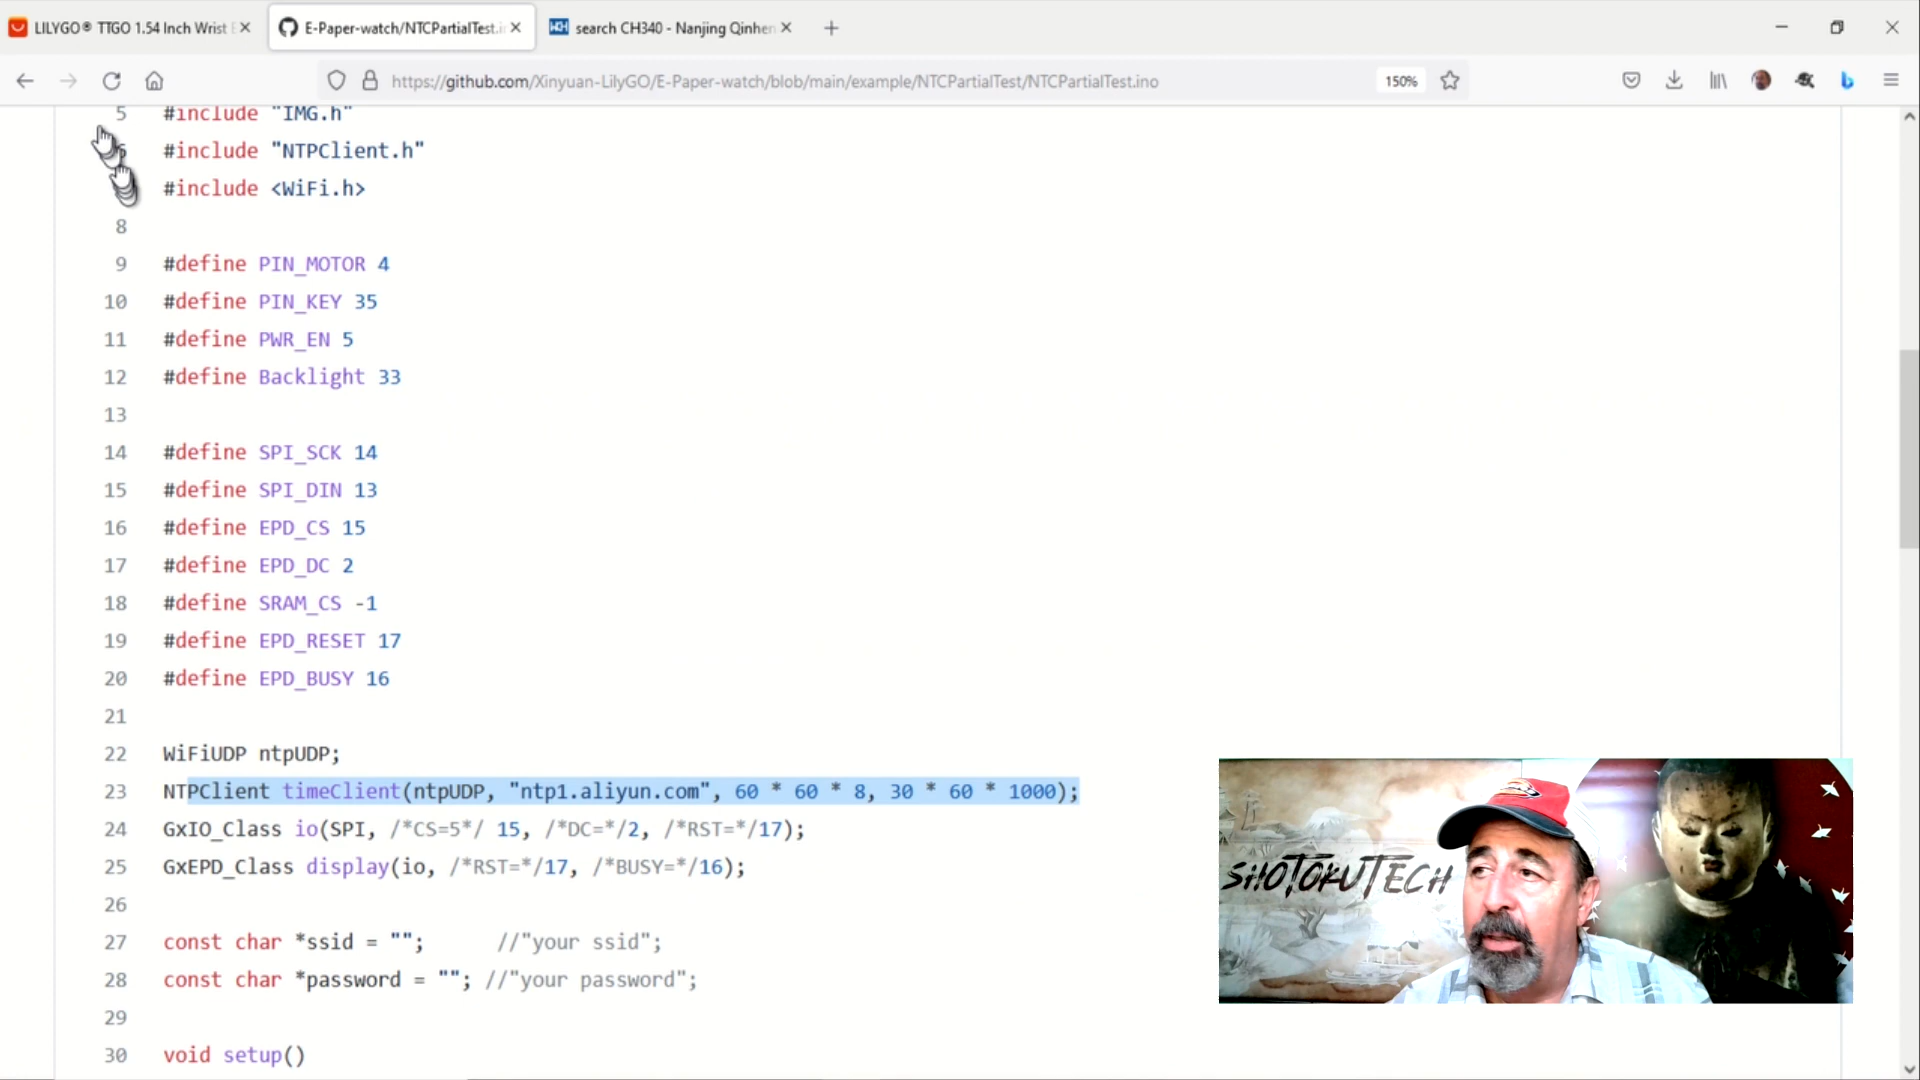 LILYGO® TTGO 1.54 Inch Wrist
E-Paper-watch/NTCPartialTest.i
search CH340 - Nanjing Qinhen
https://github.com/Xinyuan-LilyGO/E-Paper-watch/blob/main/example/NTCPartialTest/NTCPartialTest.ino
150%
5 #include "IMG.h"
#include "NTPClient.h"
#include <WiFi.h>
8
9 #define PIN_MOTOR 4
10 #define PIN_KEY 35
11 #define PWR_EN 5
12 #define Backlight 33
13
14 #define SPI_SCK 14
15 #define SPI_DIN 13
16 #define EPD_CS 15
17 #define EPD_DC 2
18 #define SRAM_CS -1
19 #define EPD_RESET 17
20 #define EPD_BUSY 16
21
22 WiFiUDP ntpUDP;
23 NTPClient timeClient(ntpUDP, "ntp1.aliyun.com", 60 * 60 * 8, 30 * 60 * 1000);
24 GxIO_Class io(SPI, /*CS=5*/ 15, /*DC=*/2, /*RST=*/17);
25 GxEPD_Class display(io, /*RST=*/17, /*BUSY=*/16);
26
27 const char *ssid = ""; //"your ssid";
28 const char *password = ""; //"your password";
29
30 void setup()
SHOTOKUTECH